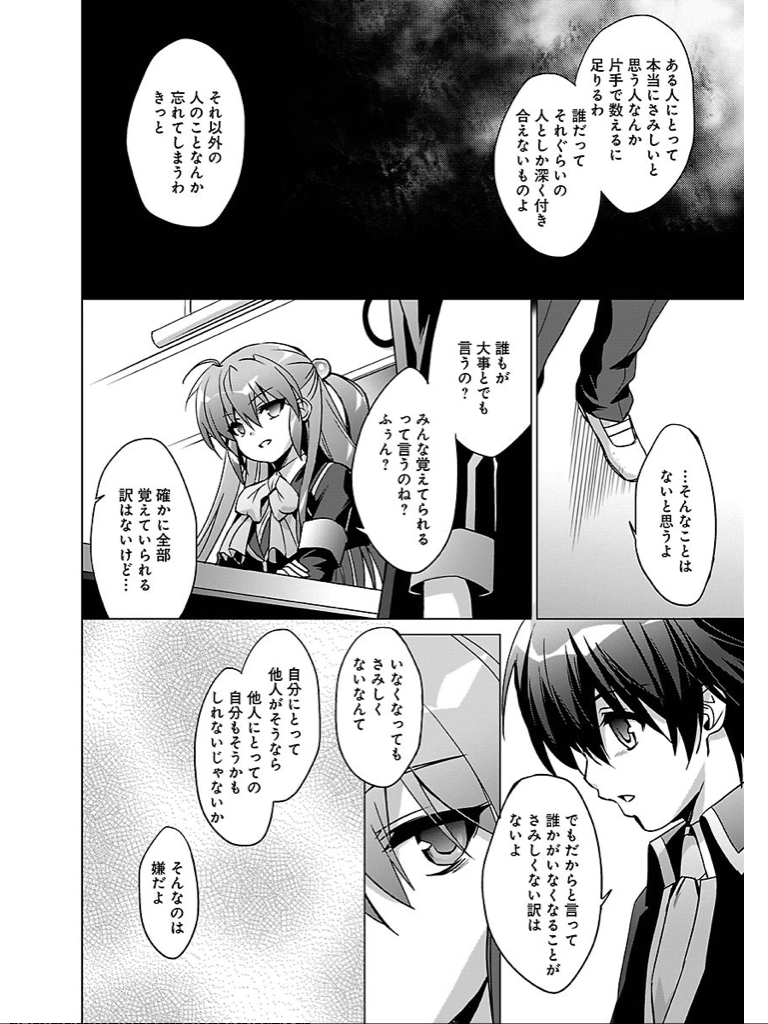 ある人にとって
本当にさみしいと
思う人なんか
片手で数えるに
足りるわ
誰だって
それぐらいの
人としか深く付き
合えないものよ
それ以外の
人のことなんか
忘れてしまうわ
きっと
…そんなことは
ないと思うよ
誰もが
大事とでも
言うの?
みんな覚えてられる
って言うのね?
ふぅん?
確かに全部
覚えていられる
訳はないけど…
でもだからと言って
誰かがいなくなることが
さみしくない訳は
ないよ
いなくなっても
さみしく
ないなんて
自分にとって
他人がそうなら
他人にとっての
自分もそうかも
しれないじゃないか
そんなのは
嫌だよ